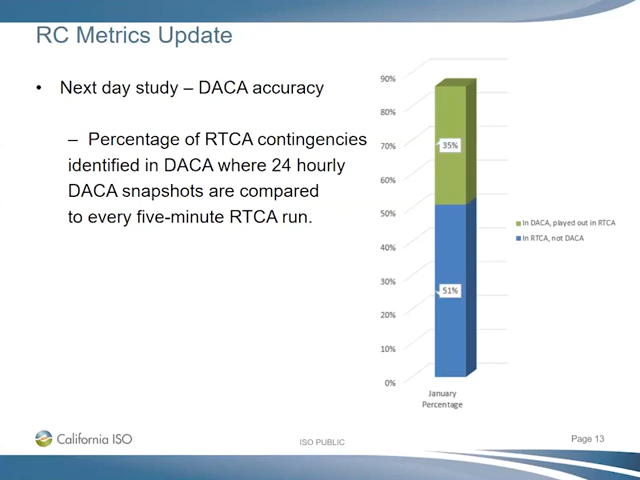 RC Metrics Update
• Next day study – DACA accuracy
– Percentage of RTCA contingencies
identified in DACA where 24 hourly
DACA snapshots are compared
to every five-minute RTCA run.
90%
80%
70%
60%
50%
40%
30%
20%
10%
0%
35%
51%
January
Percentage
In DACA, played out in RTCA
In RTCA, not DACA
California ISO
ISO PUBLIC
Page 13